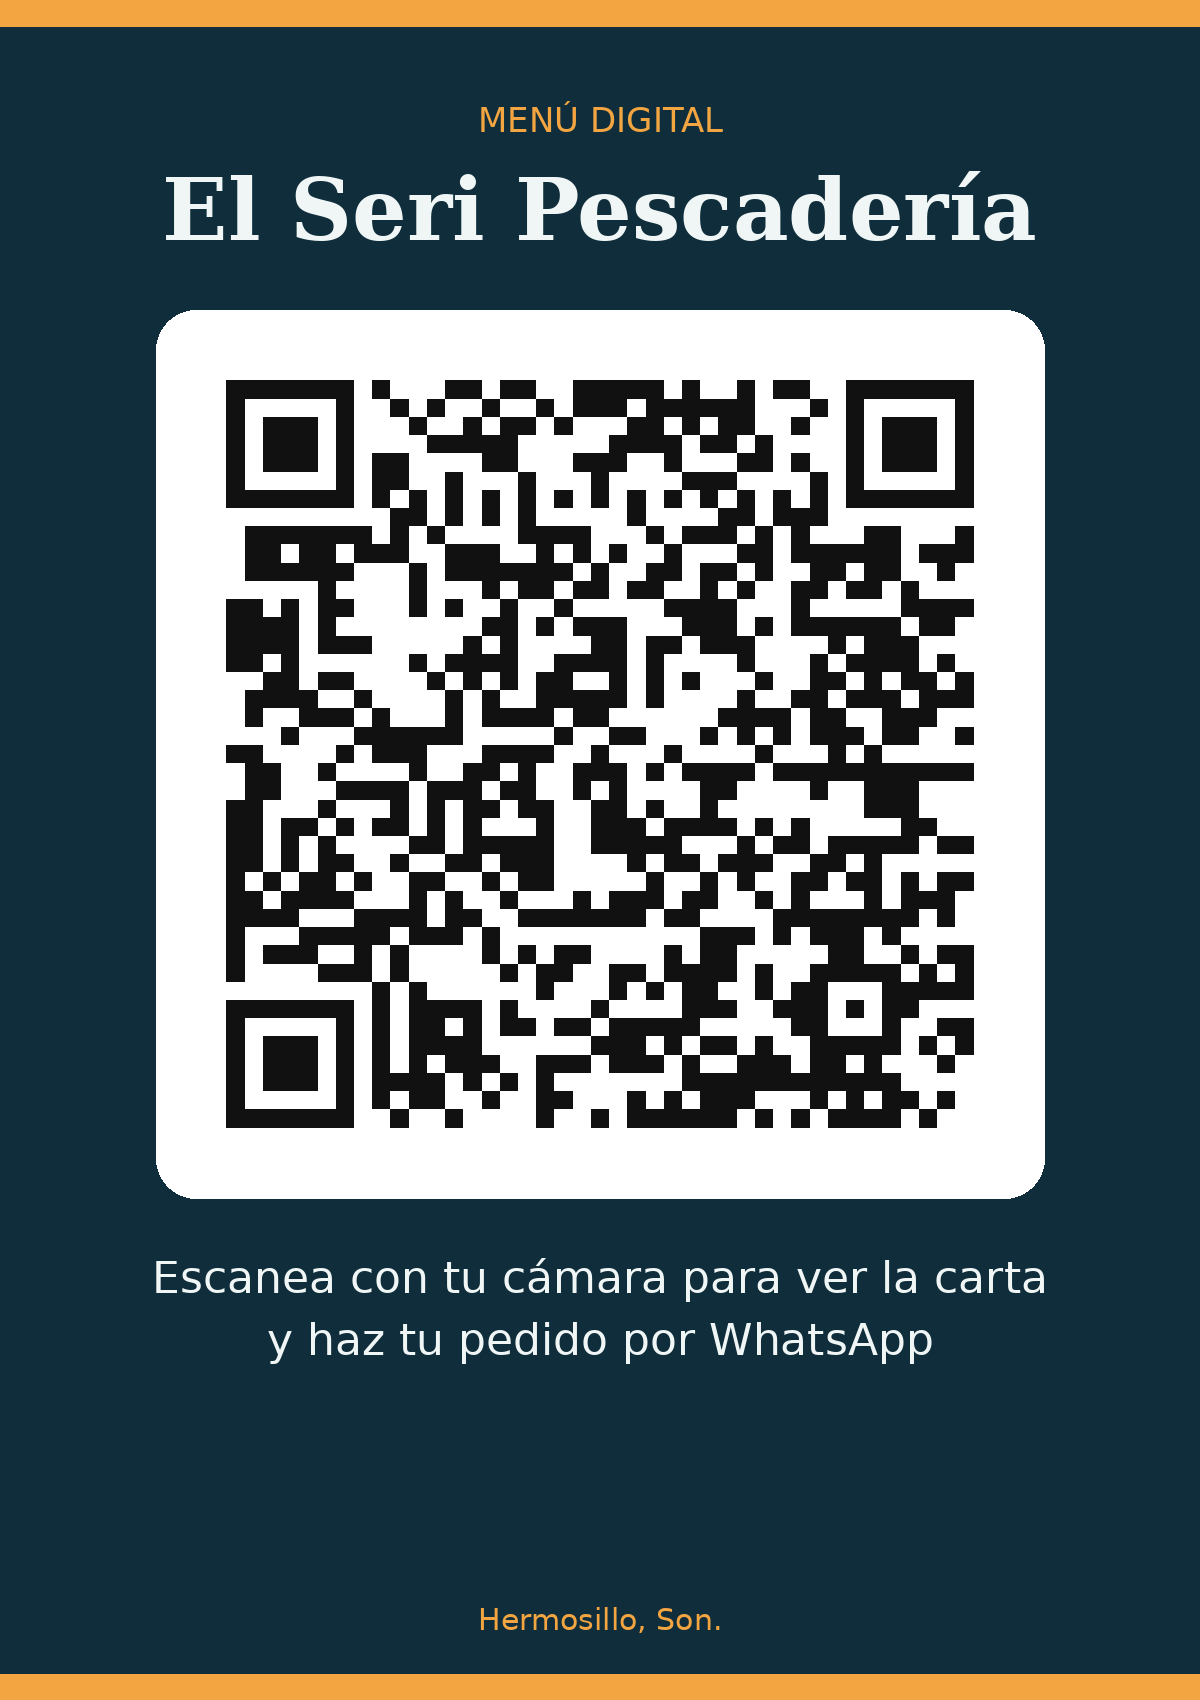 MENÚ DIGITAL
El Seri Pescadería
Escanea con tu cámara para ver la carta
y haz tu pedido por WhatsApp
Hermosillo, Son.